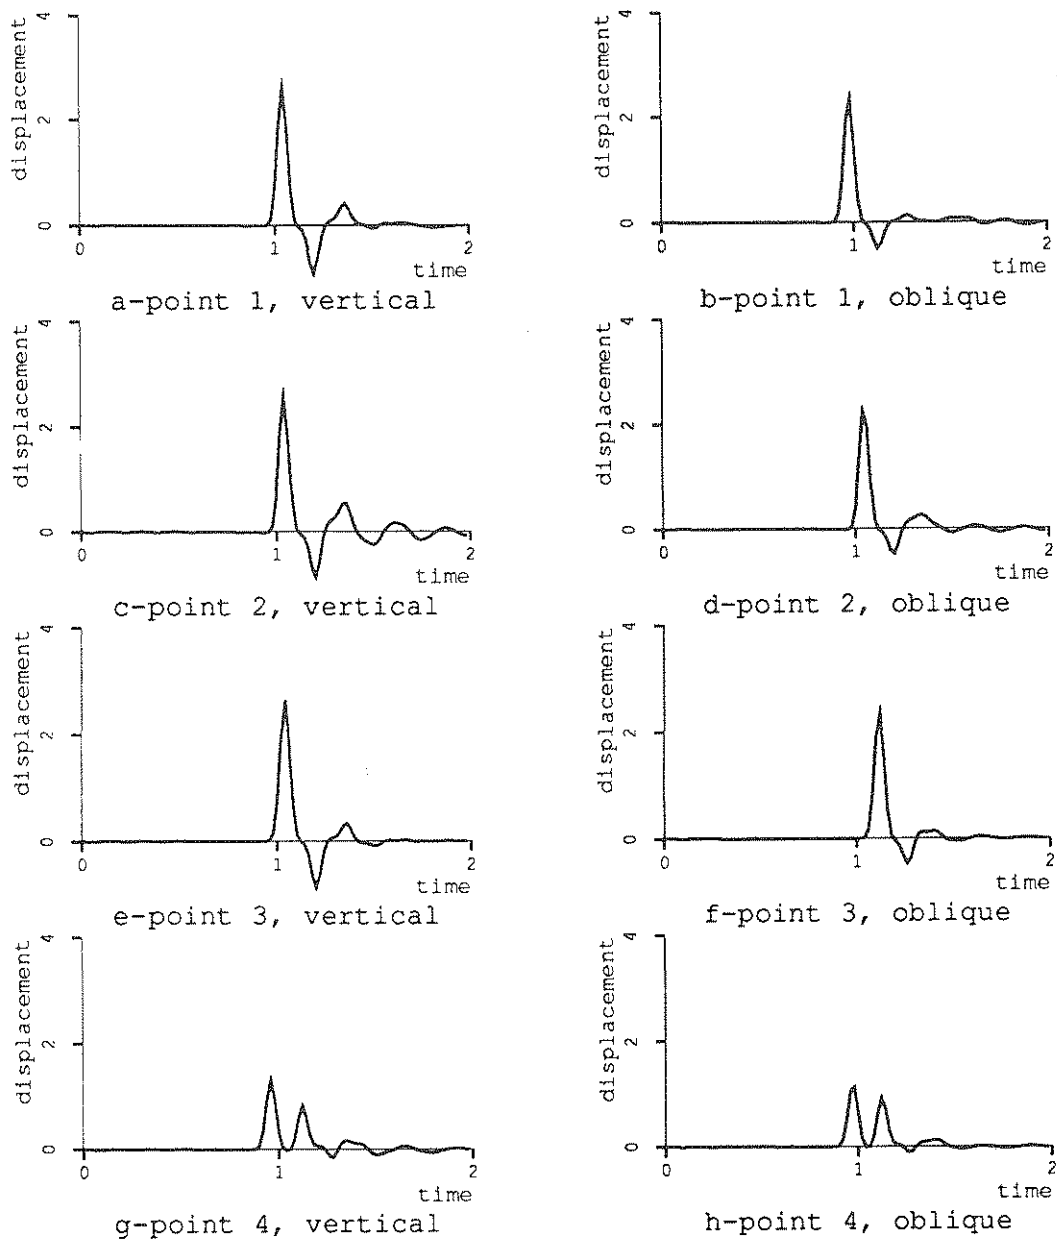 displacement
4
2
0
0
1
2
time
a-point 1, vertical
displacement
4
2
0
0
1
2
time
b-point 1, oblique
displacement
4
2
0
0
1
2
time
c-point 2, vertical
displacement
4
2
0
0
1
2
time
d-point 2, oblique
displacement
4
2
0
0
1
2
time
e-point 3, vertical
displacement
4
2
0
0
1
2
time
f-point 3, oblique
displacement
4
2
0
0
1
2
time
g-point 4, vertical
displacement
4
2
0
0
1
2
time
h-point 4, oblique